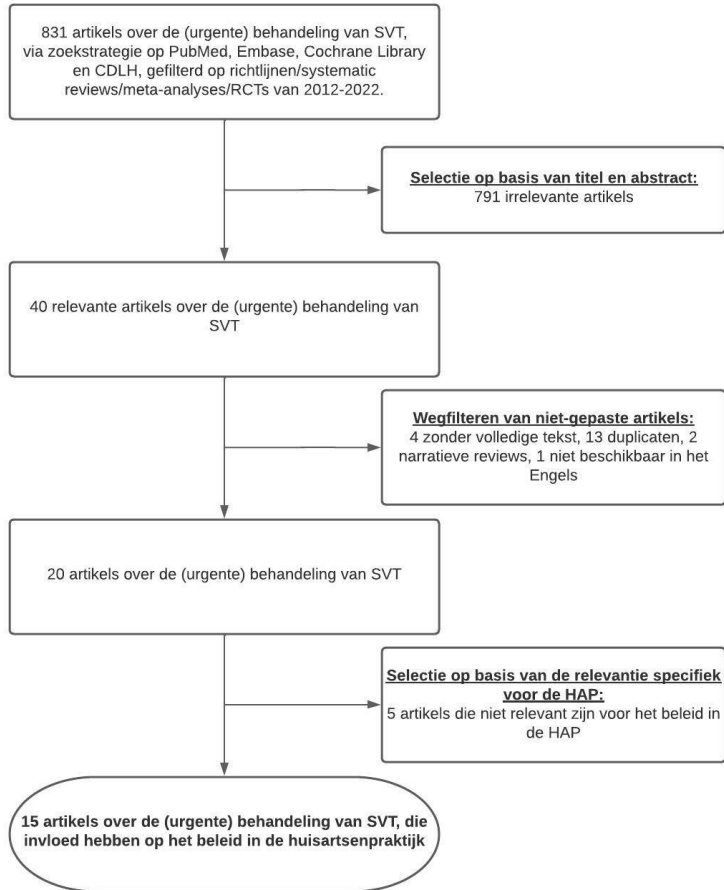 831 artikels over de (urgente) behandeling van SVT,
via zoekstrategie op PubMed, Embase, Cochrane Library
en CDLH, gefilterd op richtlijnen/systematic
reviews/meta-analyses/RCTs van 2012-2022.
Selectie op basis van titel en abstract:
791 irrelevante artikels
40 relevante artikels over de (urgente) behandeling van
SVT
Wegfilteren van niet-gepaste artikels:
4 zonder volledige tekst, 13 duplicaten, 2
narratieve reviews, 1 niet beschikbaar in het
Engels
20 artikels over de (urgente) behandeling van SVT
Selectie op basis van de relevantie specifiek
voor de HAP:
5 artikels die niet relevant zijn voor het beleid in
de HAP
15 artikels over de (urgente) behandeling van SVT, die
invloed hebben op het beleid in de huisartsenpraktijk